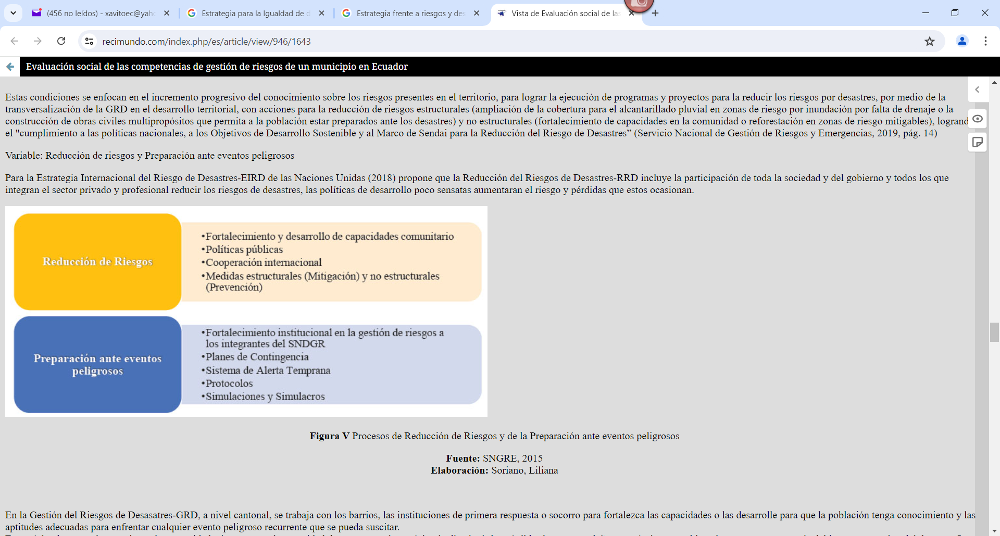 (456 no leídos) - xavitoec@yaho
Estrategia para la Igualdad de d
Estrategia frente a riesgos y des
Vista de Evaluación social de las
recimundo.com/index.php/es/article/view/946/1643
Evaluación social de las competencias de gestión de riesgos de un municipio en Ecuador
Estas condiciones se enfocan en el incremento progresivo del conocimiento sobre los riesgos presentes en el territorio, para lograr la ejecución de programas y proyectos para la reducir los riesgos por desastres, por medio de la
transversalización de la GRD en el desarrollo territorial, con acciones para la reducción de riesgos estructurales (ampliación de la cobertura para el alcantarillado pluvial en zonas de riesgo por inundación por falta de drenaje o la
construcción de obras civiles multipropósitos que permita a la población estar preparados ante los desastres) y no estructurales (fortalecimiento de capacidades en la comunidad o reforestación en zonas de riesgo mitigables), logrand
el "cumplimiento a las políticas nacionales, a los Objetivos de Desarrollo Sostenible y al Marco de Sendai para la Reducción del Riesgo de Desastres” (Servicio Nacional de Gestión de Riesgos y Emergencias, 2019, pág. 14)
Variable: Reducción de riesgos y Preparación ante eventos peligrosos
Para la Estrategia Internacional del Riesgo de Desastres-EIRD de las Naciones Unidas (2018) propone que la Reducción del Riesgos de Desastres-RRD incluye la participación de toda la sociedad y del gobierno y todos los que
integran el sector privado y profesional reducir los riesgos de desastres, las políticas de desarrollo poco sensatas aumentaran el riesgo y pérdidas que estos ocasionan.
Reducción de Riesgos
•Fortalecimiento y desarrollo de capacidades comunitario
•Políticas públicas
•Cooperación internacional
•Medidas estructurales (Mitigación) y no estructurales
(Prevención)
Preparación ante eventos
peligrosos
•Fortalecimiento institucional en la gestión de riesgos a
los integrantes del SNDGR
•Planes de Contingencia
•Sistema de Alerta Temprana
•Protocolos
•Simulaciones y Simulacros
Figura V Procesos de Reducción de Riesgos y de la Preparación ante eventos peligrosos
Fuente: SNGRE, 2015
Elaboración: Soriano, Liliana
En la Gestión del Riesgos de Desasatres-GRD, a nivel cantonal, se trabaja con los barrios, las instituciones de primera respuesta o socorro para fortalezca las capacidades o las desarrolle para que la población tenga conocimiento y las
aptitudes adecuadas para enfrentar cualquier evento peligroso recurrente que se pueda suscitar.